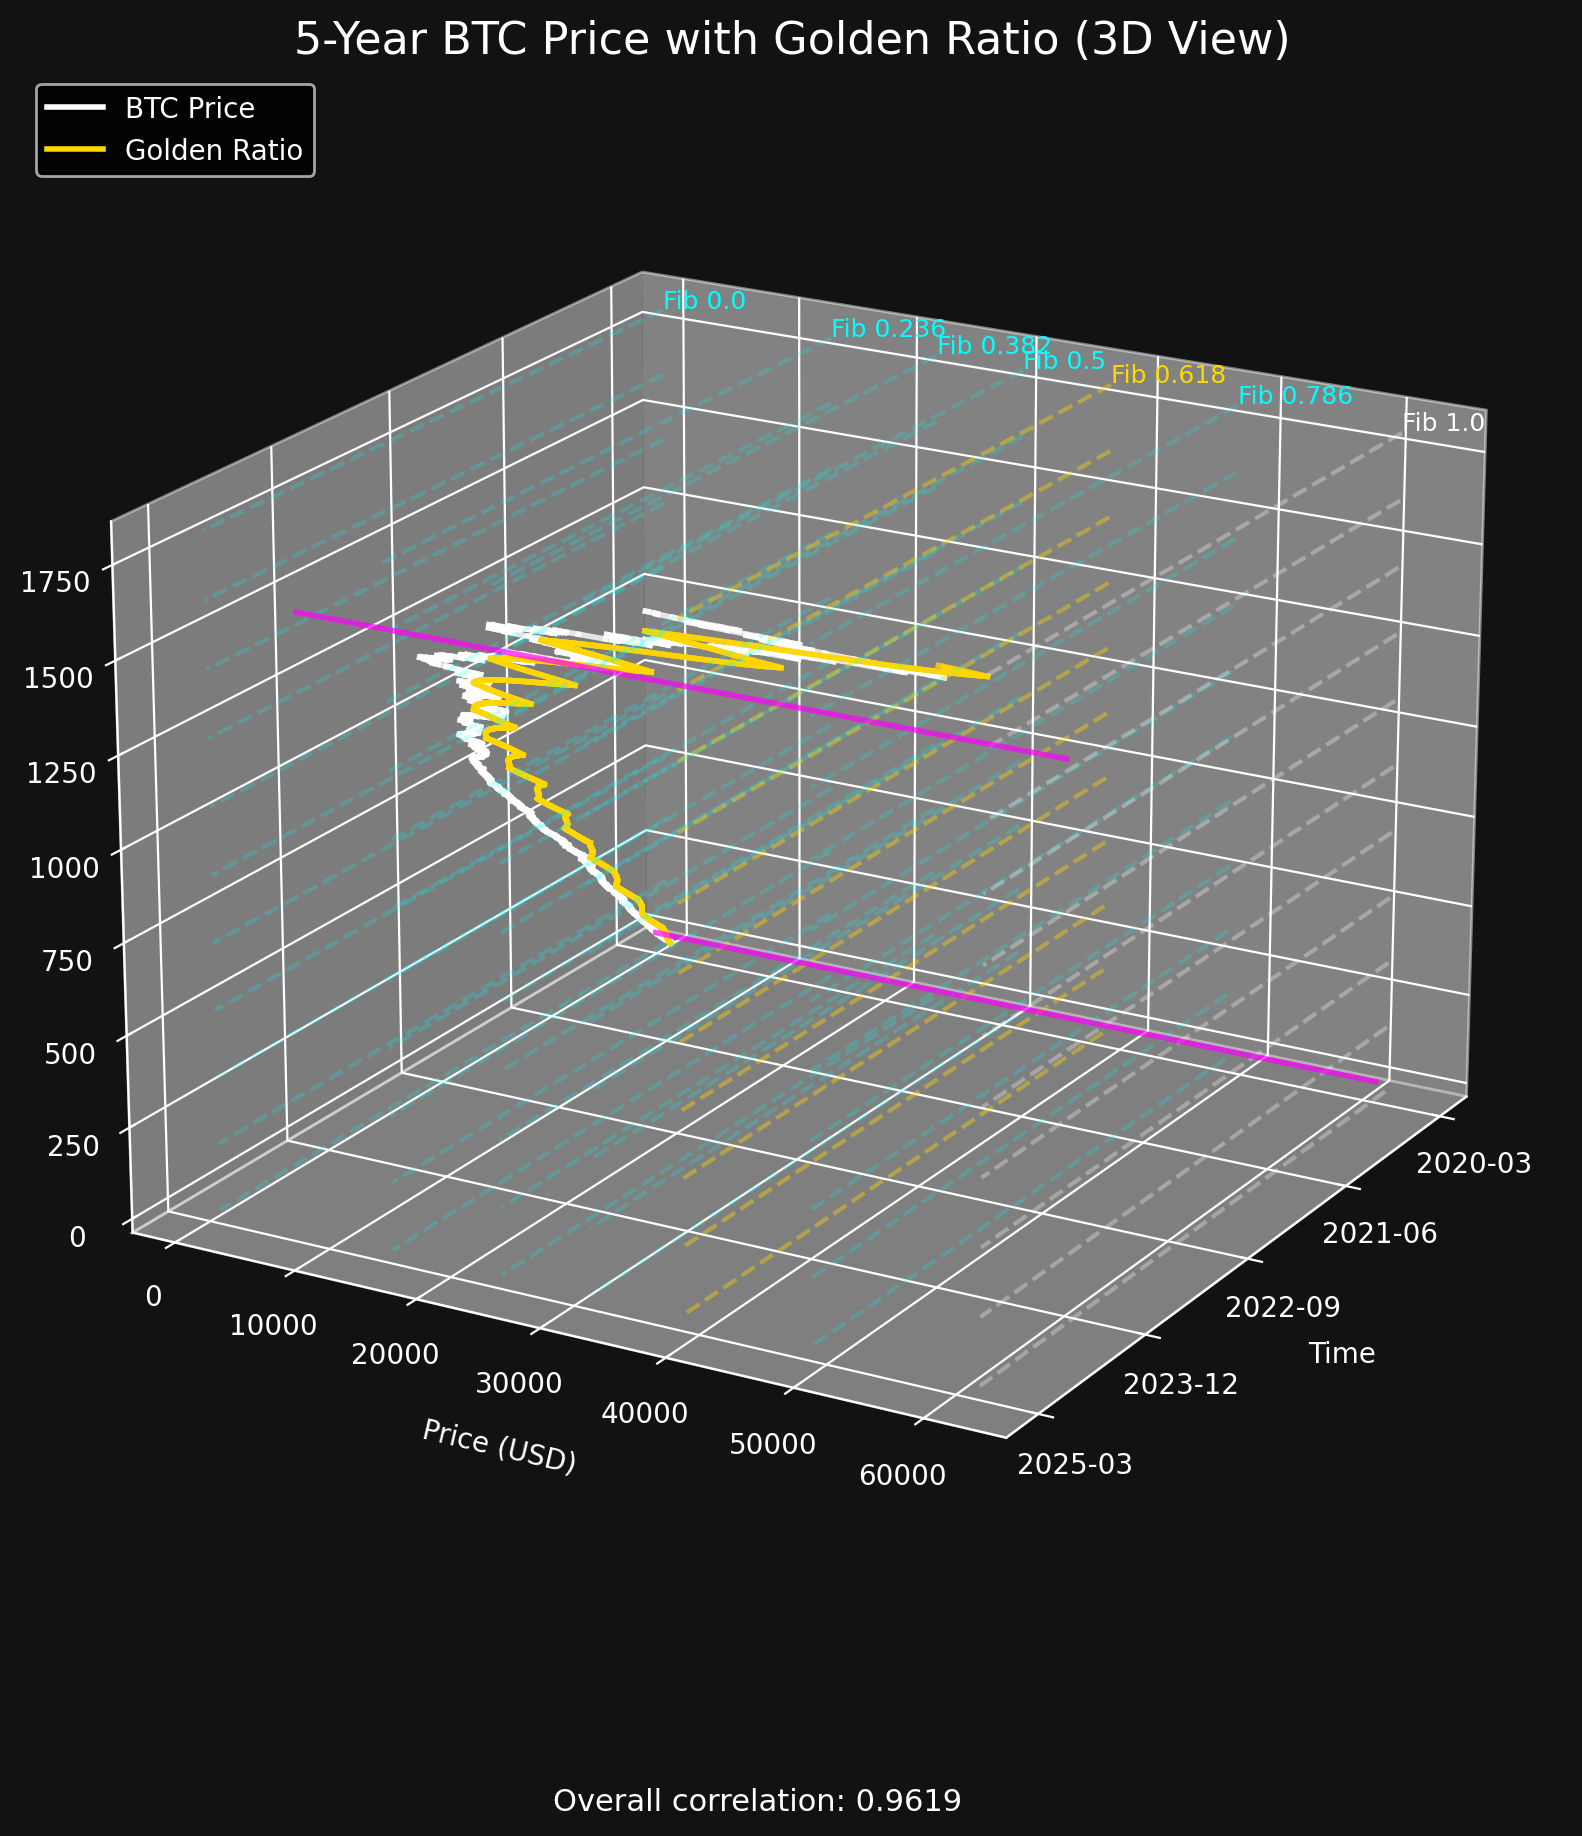 5-Year BTC Price with Golden Ratio (3D View)
BTC Price
Golden Ratio
Fib 0.0
Fib 0.236
Fib 0.382
Fib 0.5
Fib 0.618
Fib 0.786
Fib 1.0
1750
1500
1250
1000
750
500
250
0
0
10000
20000
30000
40000
50000
60000
Price (USD)
2020-03
2021-06
2022-09
2023-12
2025-03
Time
Overall correlation: 0.9619